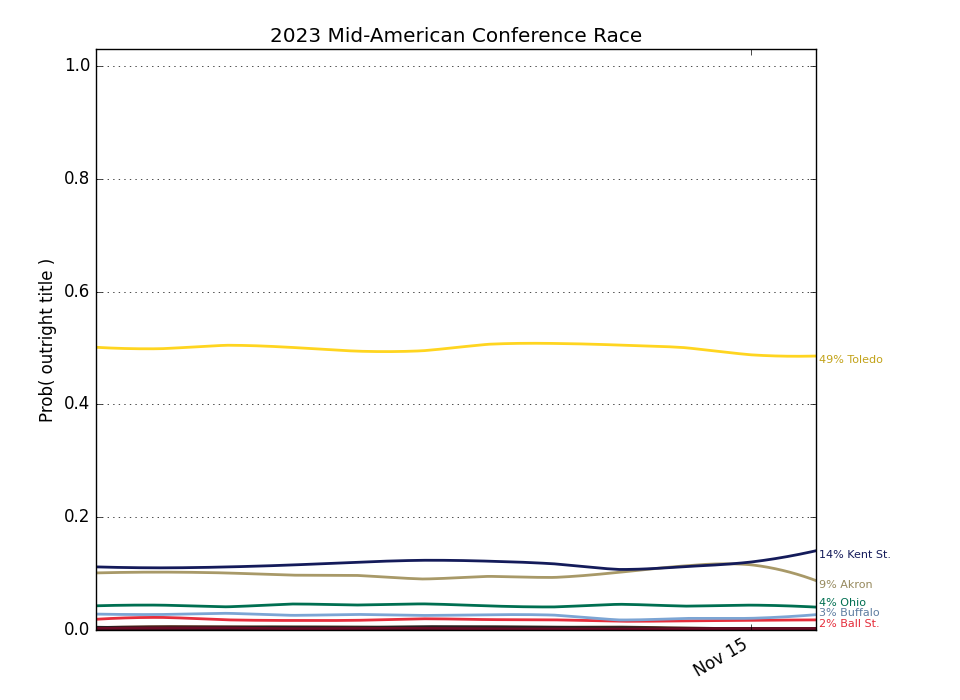 2023 Mid-American Conference Race
1.0
0.8
0.6
0.4
0.2
0.0
Prob( outright title )
49% Toledo
14% Kent St.
9% Akron
4% Ohio
3% Buffalo
2% Ball St.
Nov 15